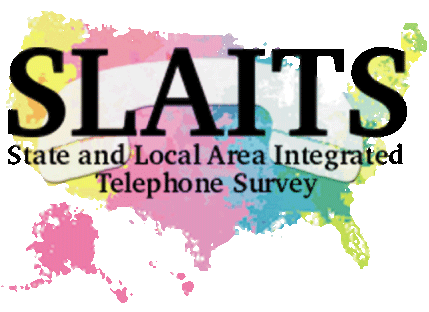 SLAITS
State and Local Area Integrated
Telephone Survey